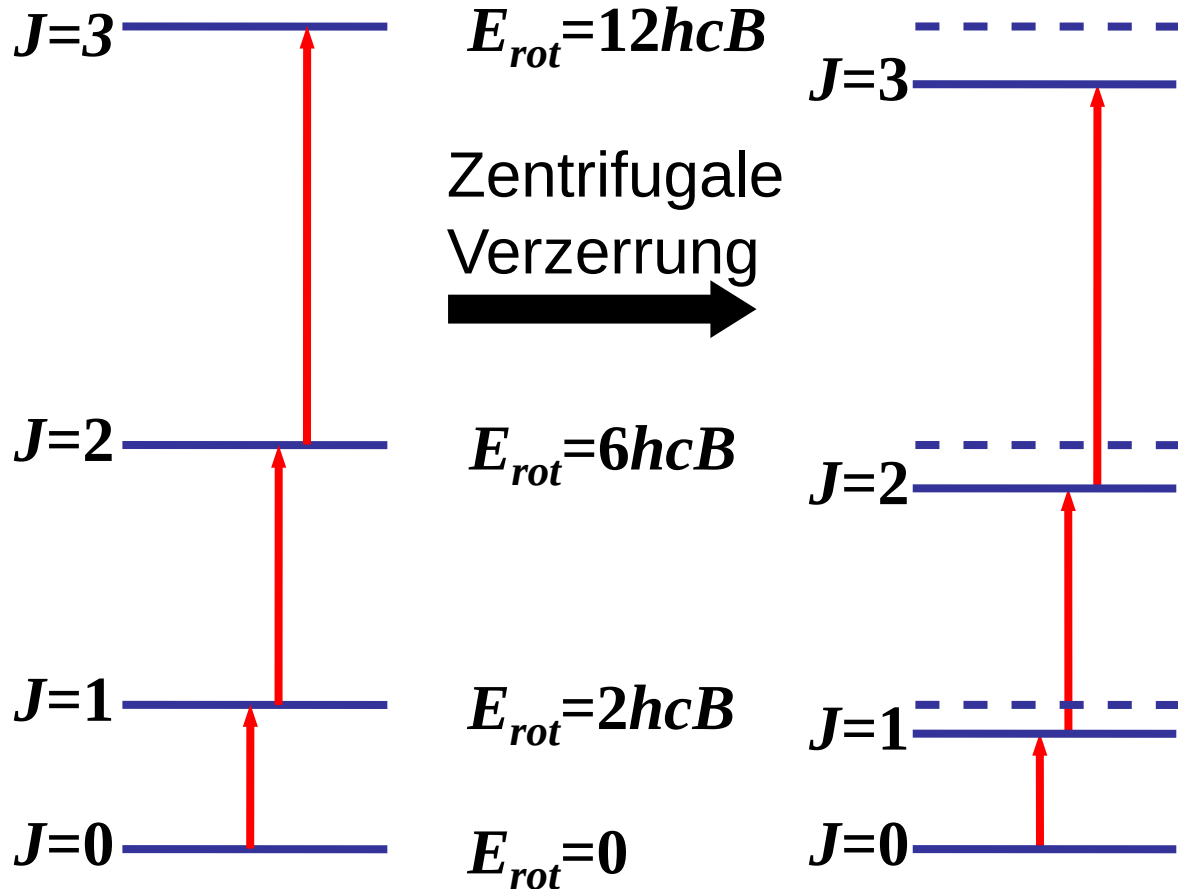 J=3
E_rot=12hcB
J=3
Zentrifugale
Verzerrung
J=2
E_rot=6hcB
J=2
J=1
E_rot=2hcB
J=1
J=0
E_rot=0
J=0